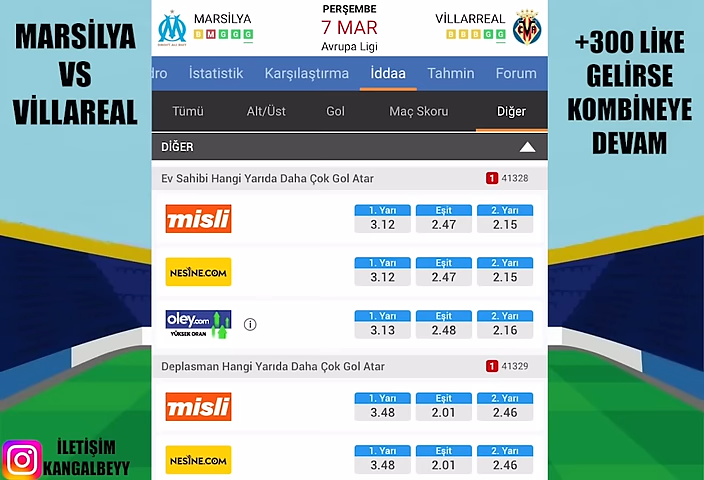 MARSİLYA
VS
VİLLAREAL
MARSİLYA
B M G G G
PERŞEMBE
7 MAR
Avrupa Ligi
VİLLARREAL
B B B G G
+300 LİKE
GELİRSE
KOMBİNEYE
DEVAM
dro İstatistik Karşılaştırma İddaa Tahmin Forum
Tümü Alt/Üst Gol Maç Skoru Diğer
DİĞER
Ev Sahibi Hangi Yarıda Daha Çok Gol Atar 1 41328
misli
1. Yarı Eşit 2. Yarı
3.12 2.47 2.15
NESİNE.COM
1. Yarı Eşit 2. Yarı
3.12 2.47 2.15
oley.com
YÜKSEK ORAN
1. Yarı Eşit 2. Yarı
3.13 2.48 2.16
Deplasman Hangi Yarıda Daha Çok Gol Atar 1 41329
misli
1. Yarı Eşit 2. Yarı
3.48 2.01 2.46
NESİNE.COM
1. Yarı Eşit 2. Yarı
3.48 2.01 2.46
İLETİŞİM
KANGALBEYY